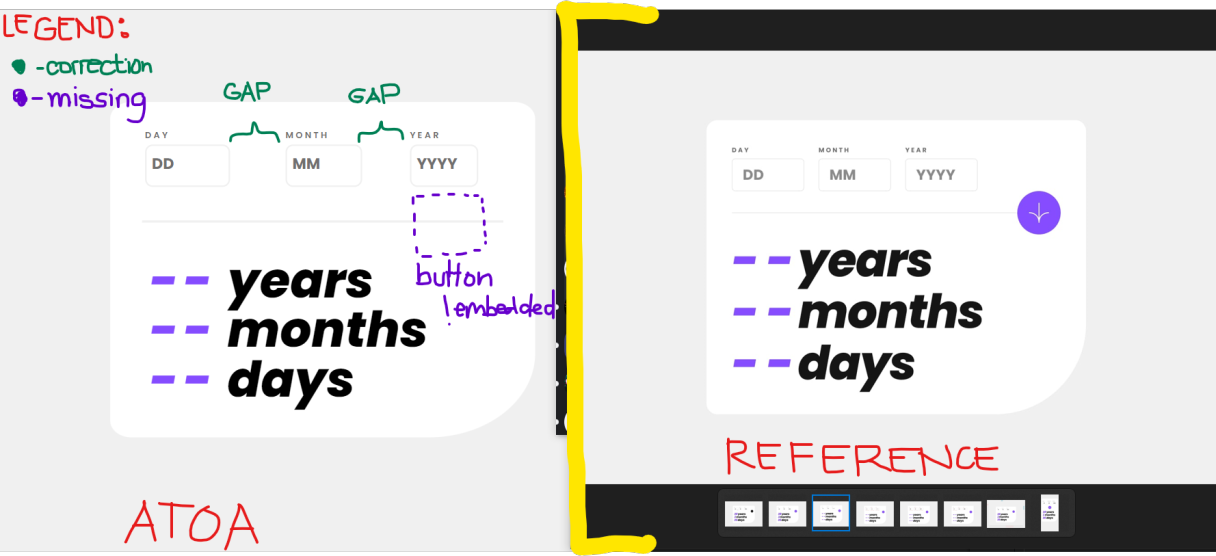 LEGEND:
-correction
-missing
GAP
GAP
DAY
MONTH
YEAR
DD
MM
YYYY
button
!embedded
-- years
-- months
-- days
ATOA
DAY
MONTH
YEAR
DD
MM
YYYY
--years
--months
--days
REFERENCE